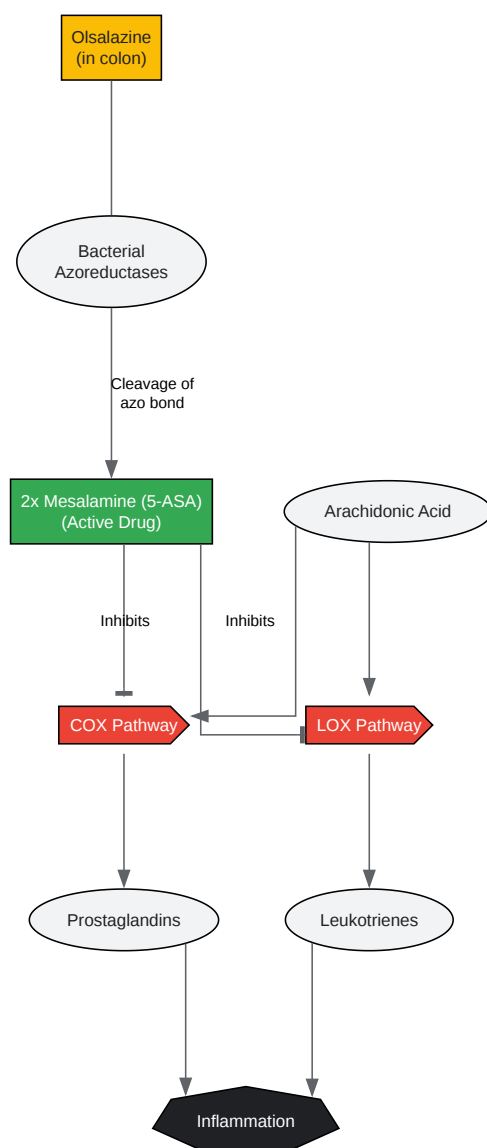 Olsalazine
(in colon)
Bacterial
Azoreductases
Cleavage of
azo bond
2x Mesalamine (5-ASA)
(Active Drug)
Arachidonic Acid
Inhibits
Inhibits
COX Pathway
LOX Pathway
Prostaglandins
Leukotrienes
Inflammation